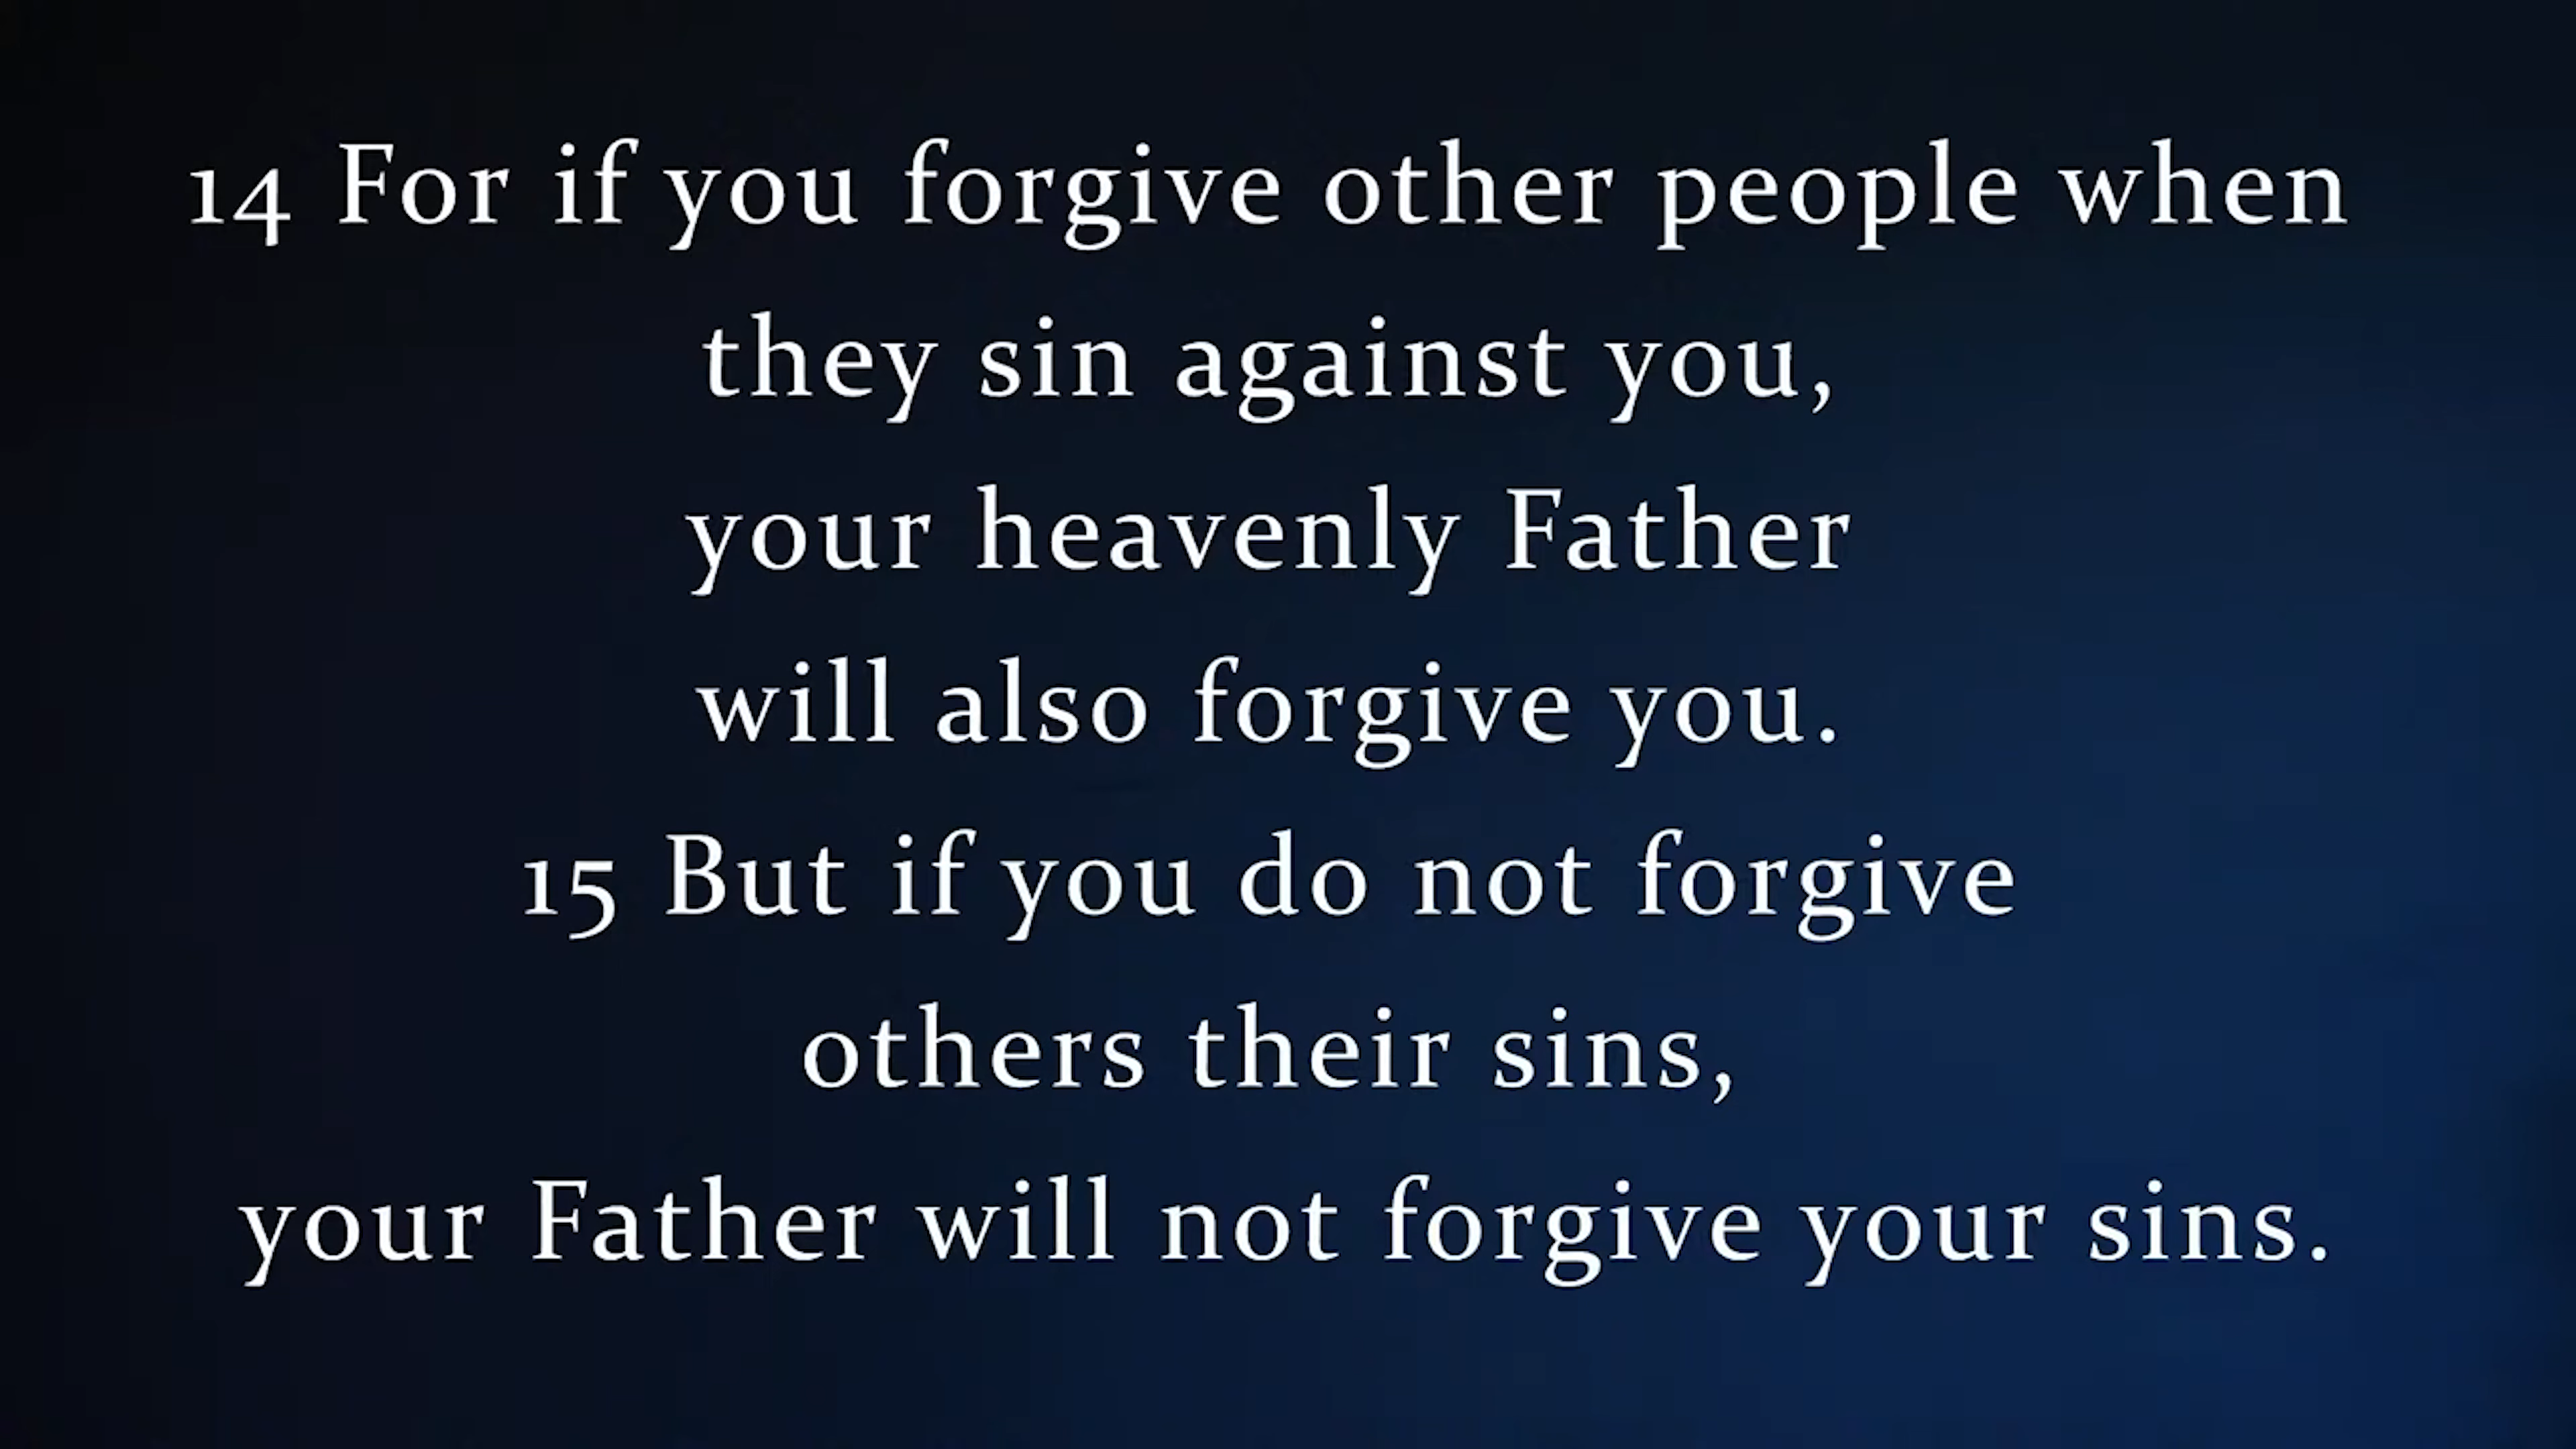 14 For if you forgive other people when
they sin against you,
your heavenly Father
will also forgive you.
15 But if you do not forgive
others their sins,
your Father will not forgive your sins.